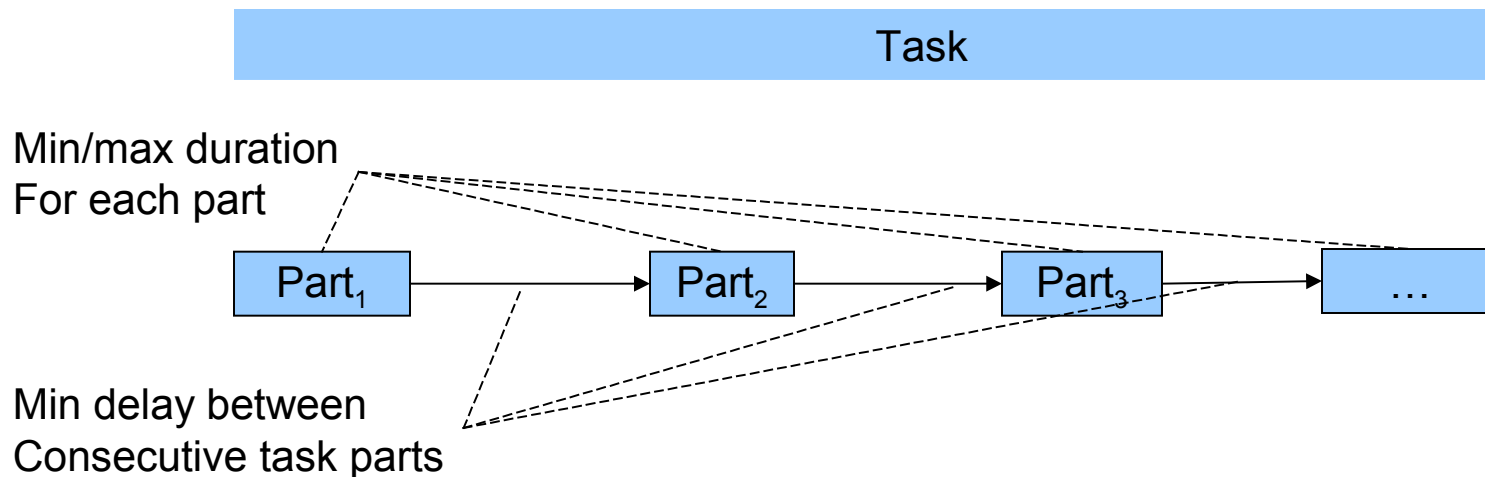 Task
Min/max duration
For each part
Part₁
Part₂
Part₃
...
Min delay between
Consecutive task parts